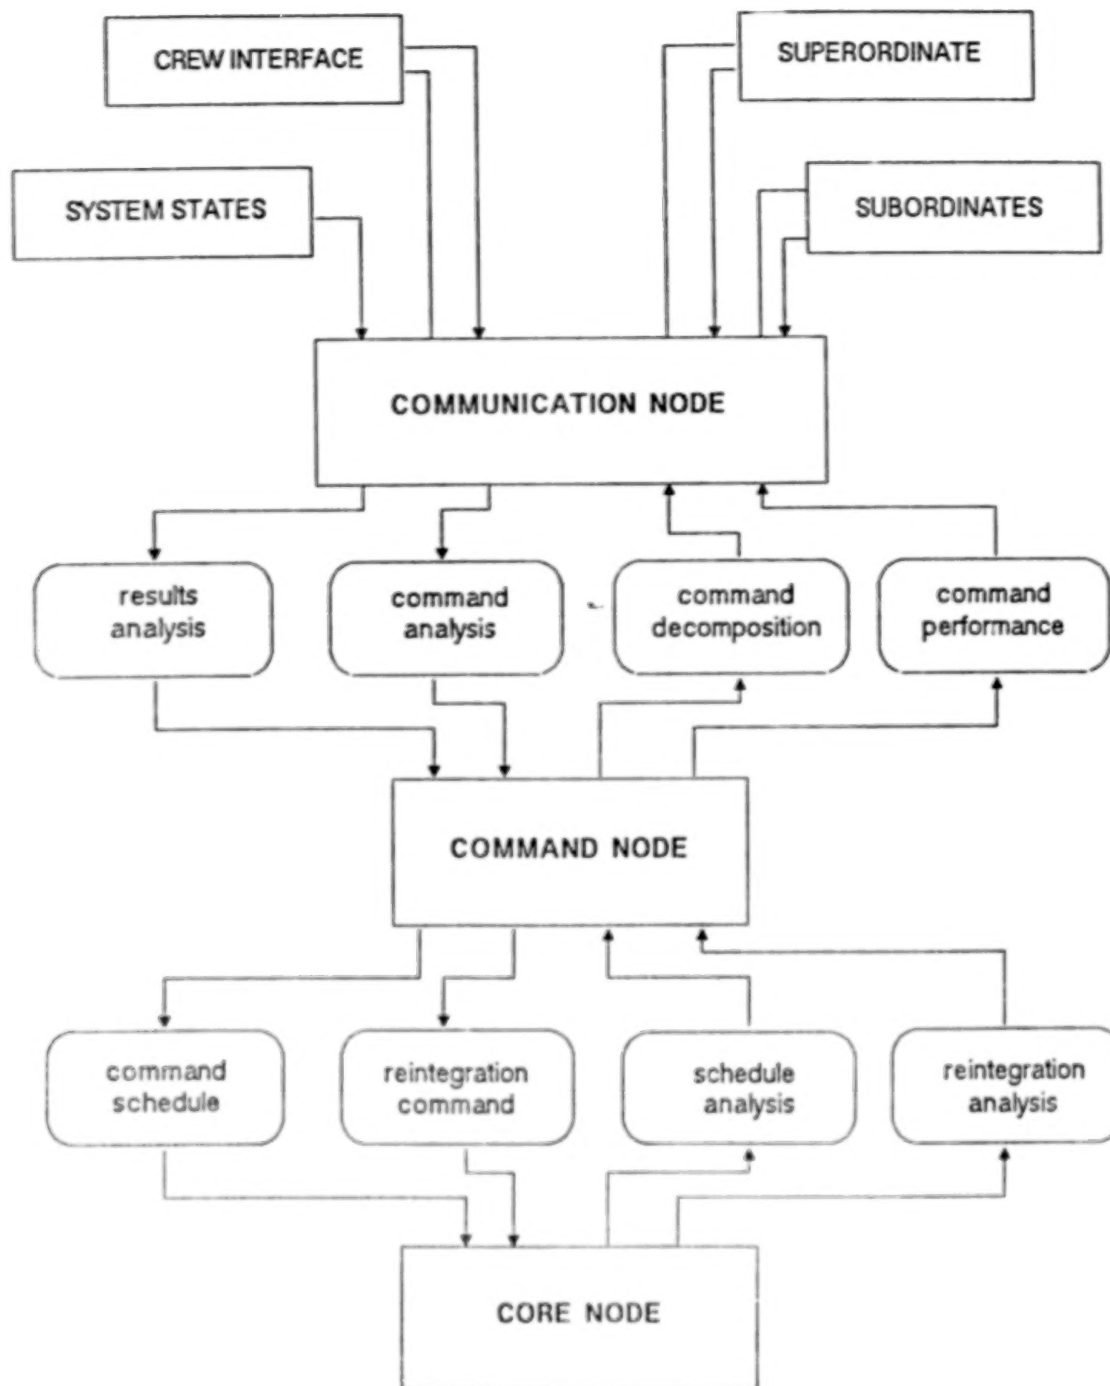 CREW INTERFACE
SUPERORDINATE
SYSTEM STATES
SUBORDINATES
COMMUNICATION NODE
results
analysis
command
analysis
command
decomposition
command
performance
COMMAND NODE
command
schedule
reintegration
command
schedule
analysis
reintegration
analysis
CORE NODE